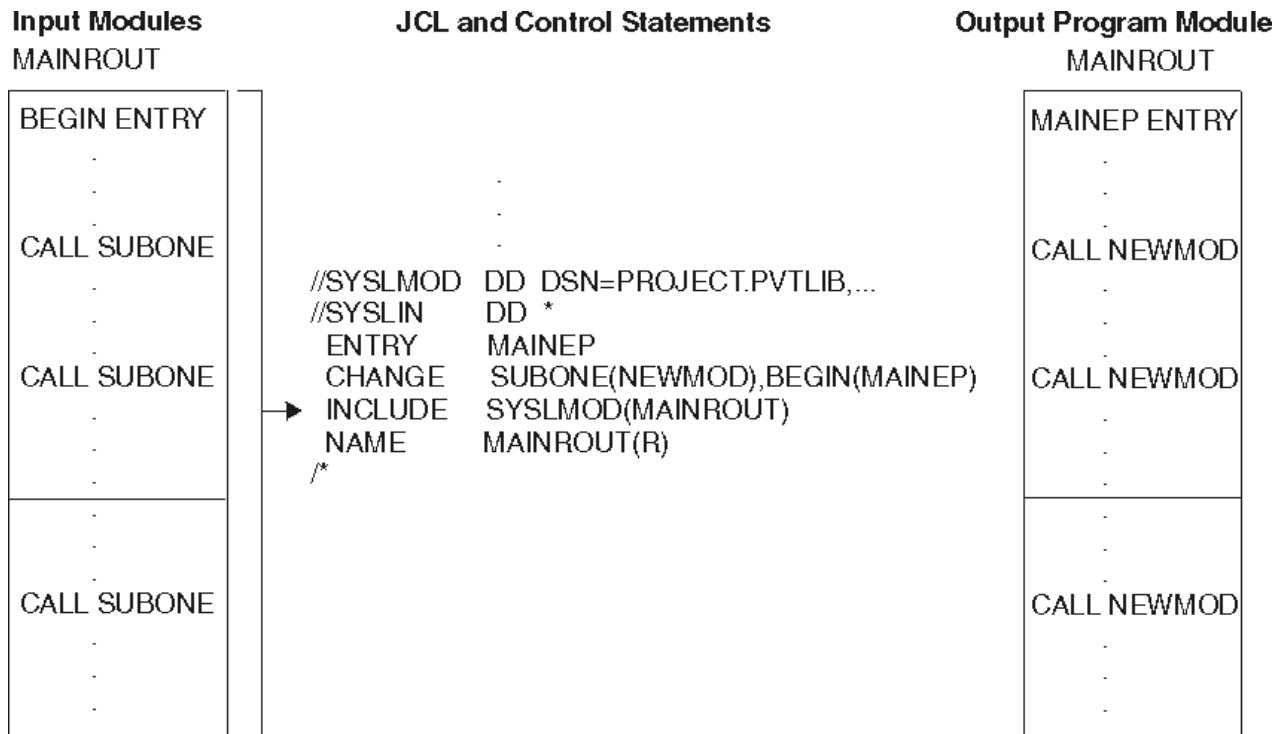 Input Modules
MAINROUT
BEGIN ENTRY
.
.
.
CALL SUBONE
.
.
.
CALL SUBONE
.
.
.
.
.
.
CALL SUBONE
.
.
.
JCL and Control Statements
.
.
.
//SYSLMOD DD DSN=PROJECT.PVTLIB,...
//SYSLIN DD *
ENTRY MAINEP
CHANGE SUBONE(NEWMOD),BEGIN(MAINEP)
INCLUDE SYSLMOD(MAINROUT)
NAME MAINROUT(R)
/*
Output Program Module
MAINROUT
MAINEP ENTRY
.
.
.
CALL NEWMOD
.
.
.
CALL NEWMOD
.
.
.
.
.
.
CALL NEWMOD
.
.
.